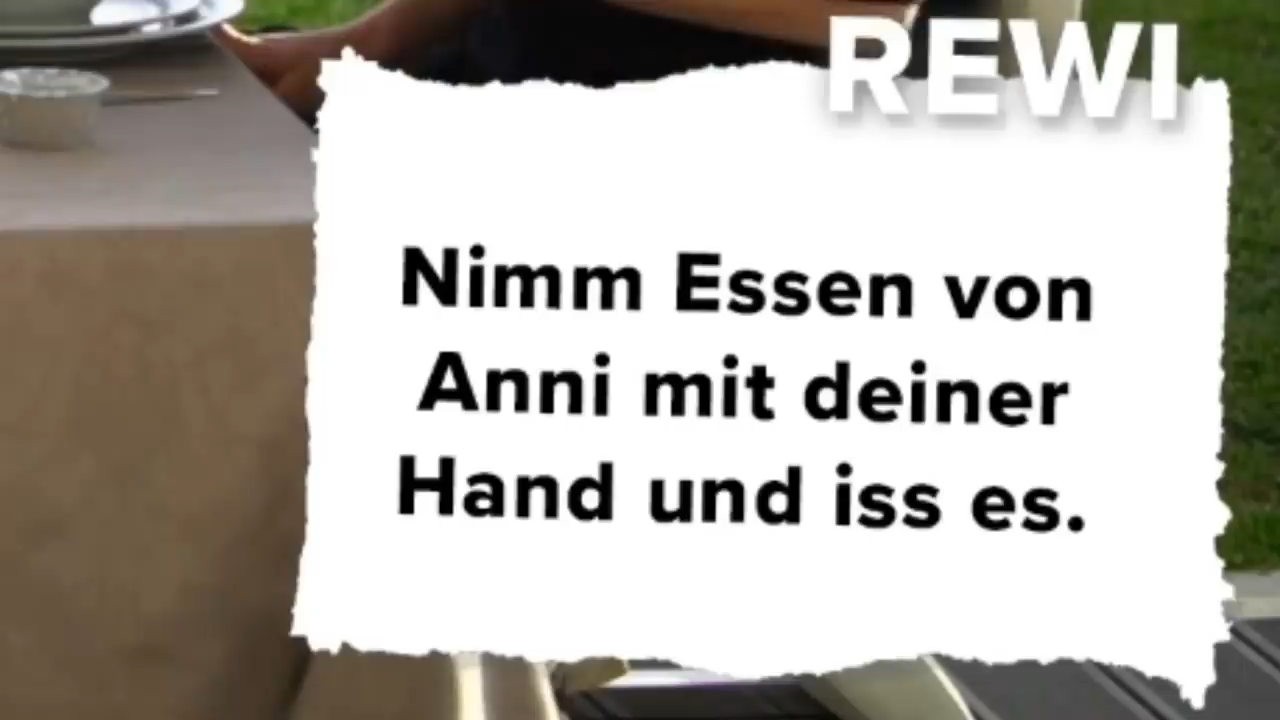 REWI
Nimm Essen von
Anni mit deiner
Hand und iss es.